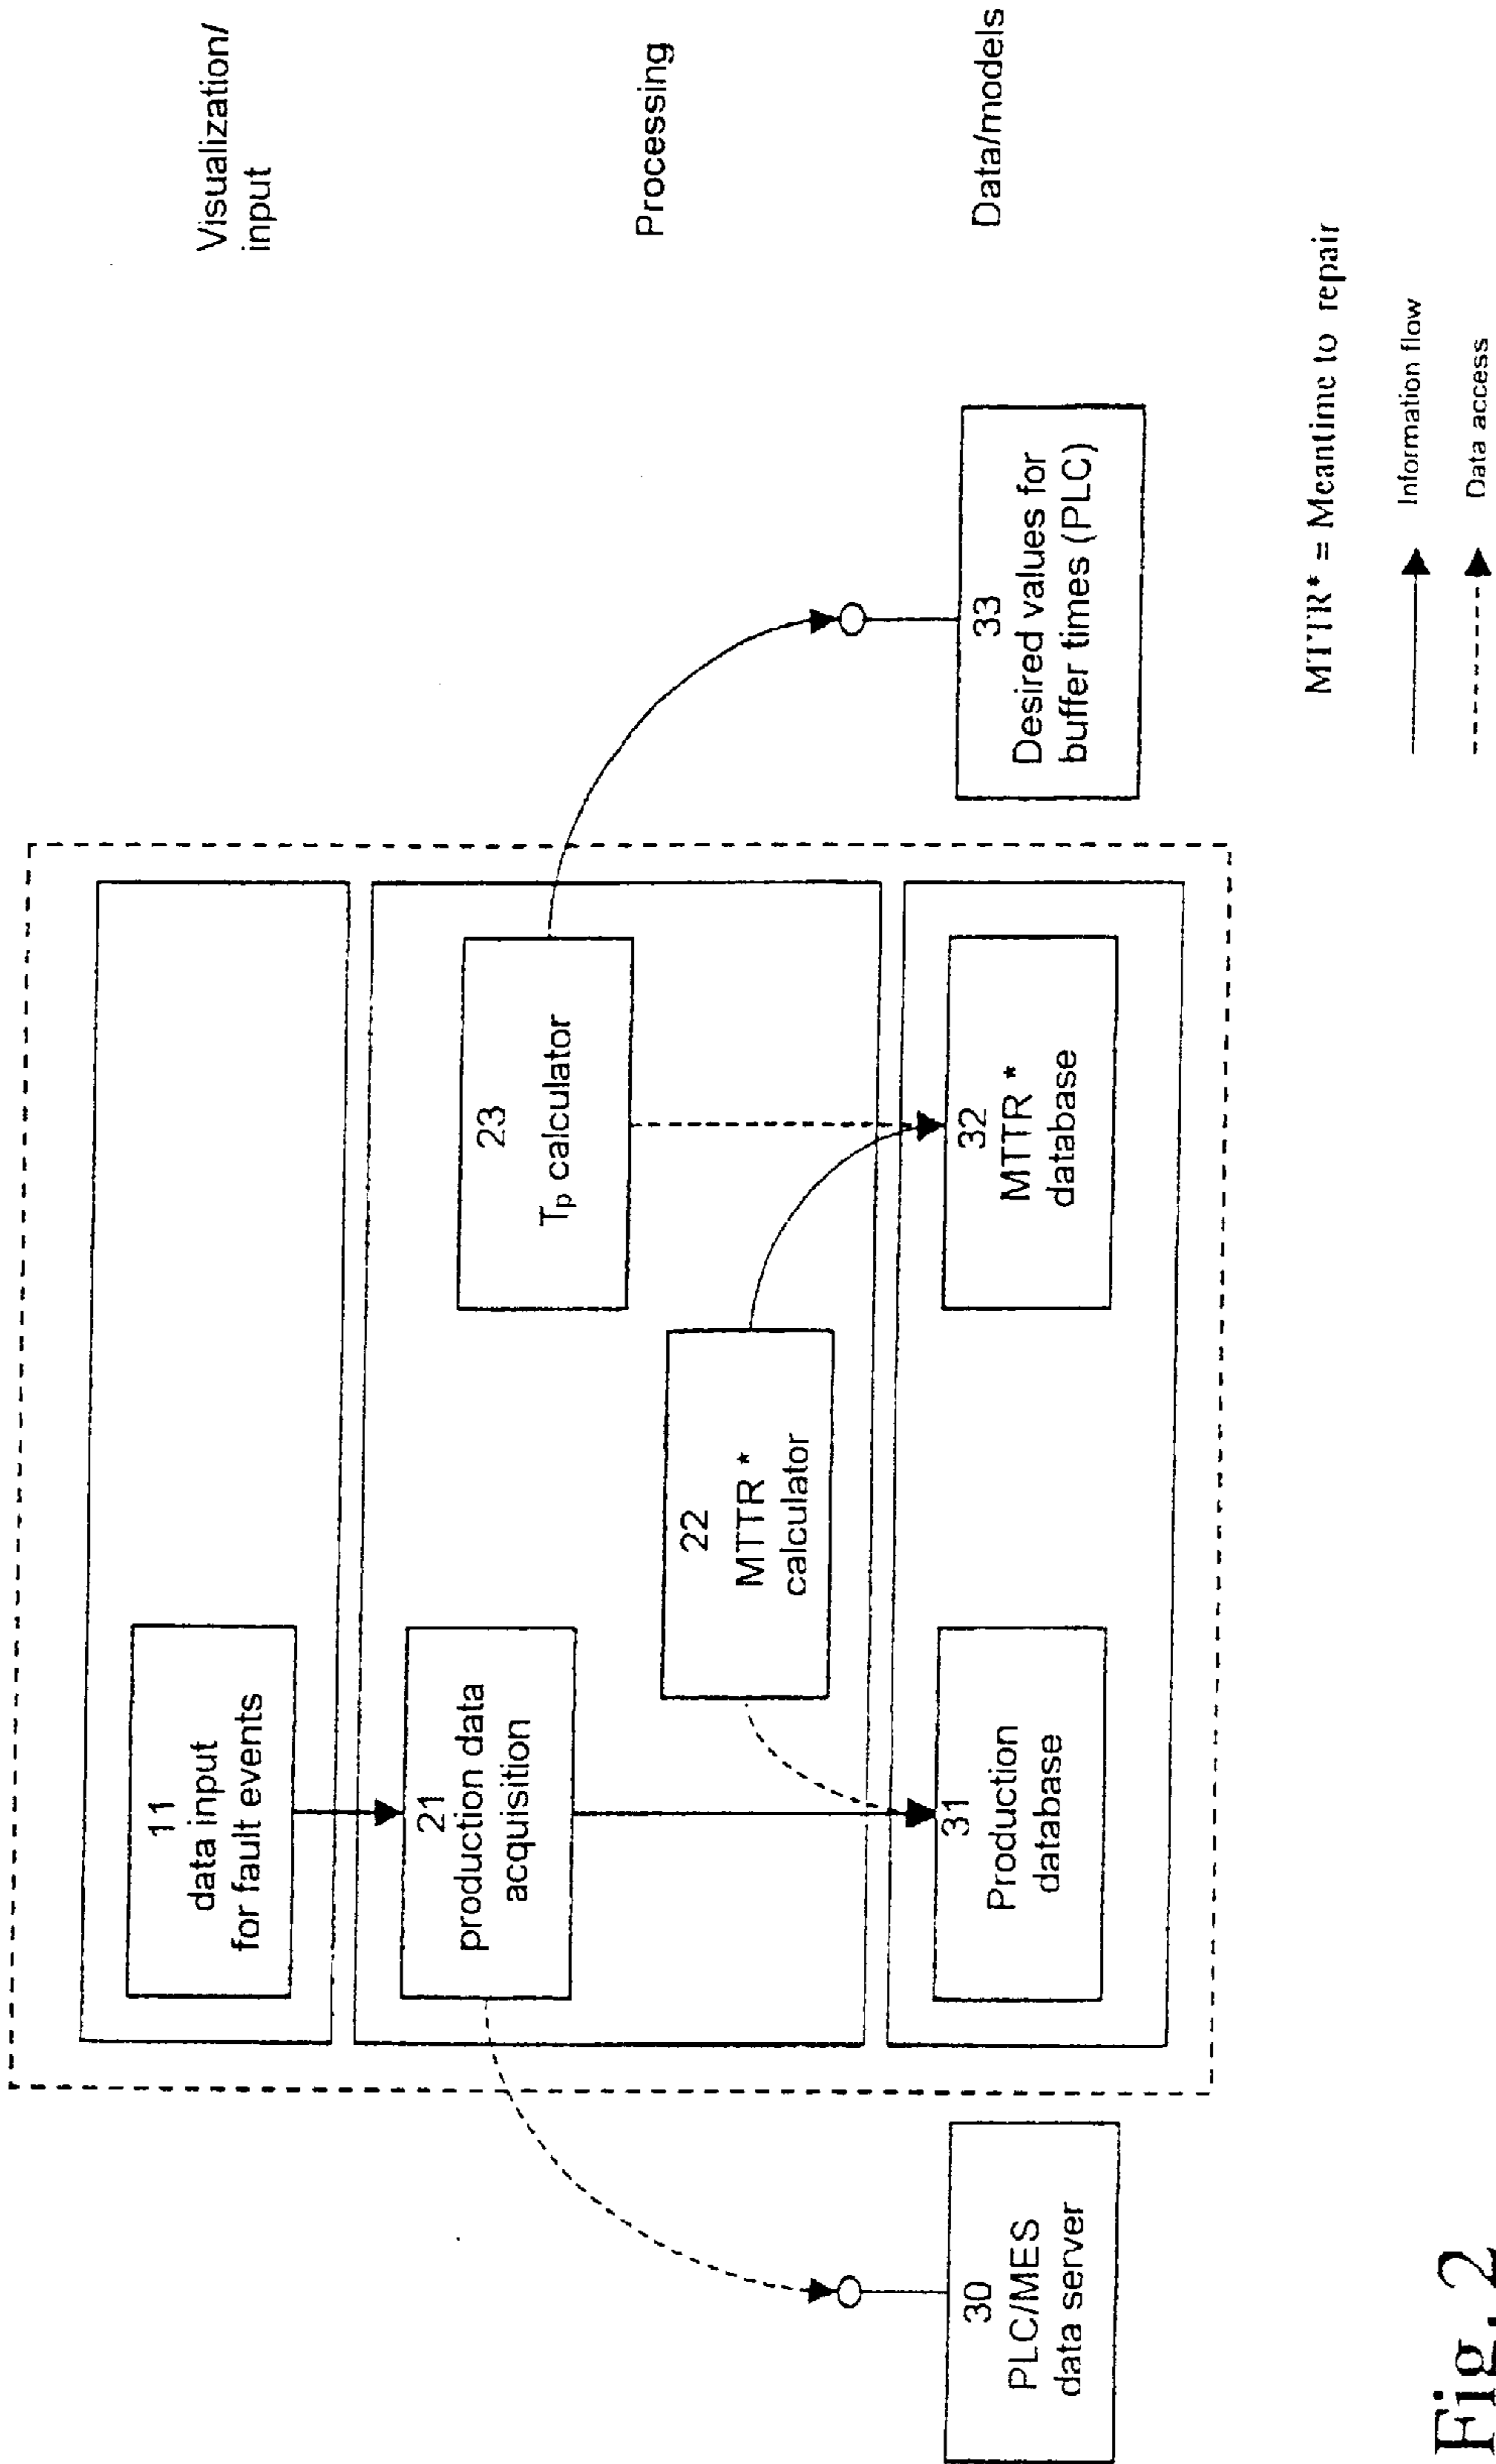 Visualization/
input
11
data input
for fault events
Processing
21
production data
acquisition
22
MTTR *
calculator
23
Tp calculator
Data/models
30
PLC/MES
data server
31
Production
database
32
MTTR *
database
33
Desired values for
buffer times (PLC)
MTTR* = Meantime to repair
Information flow
Data access
Fig. 2